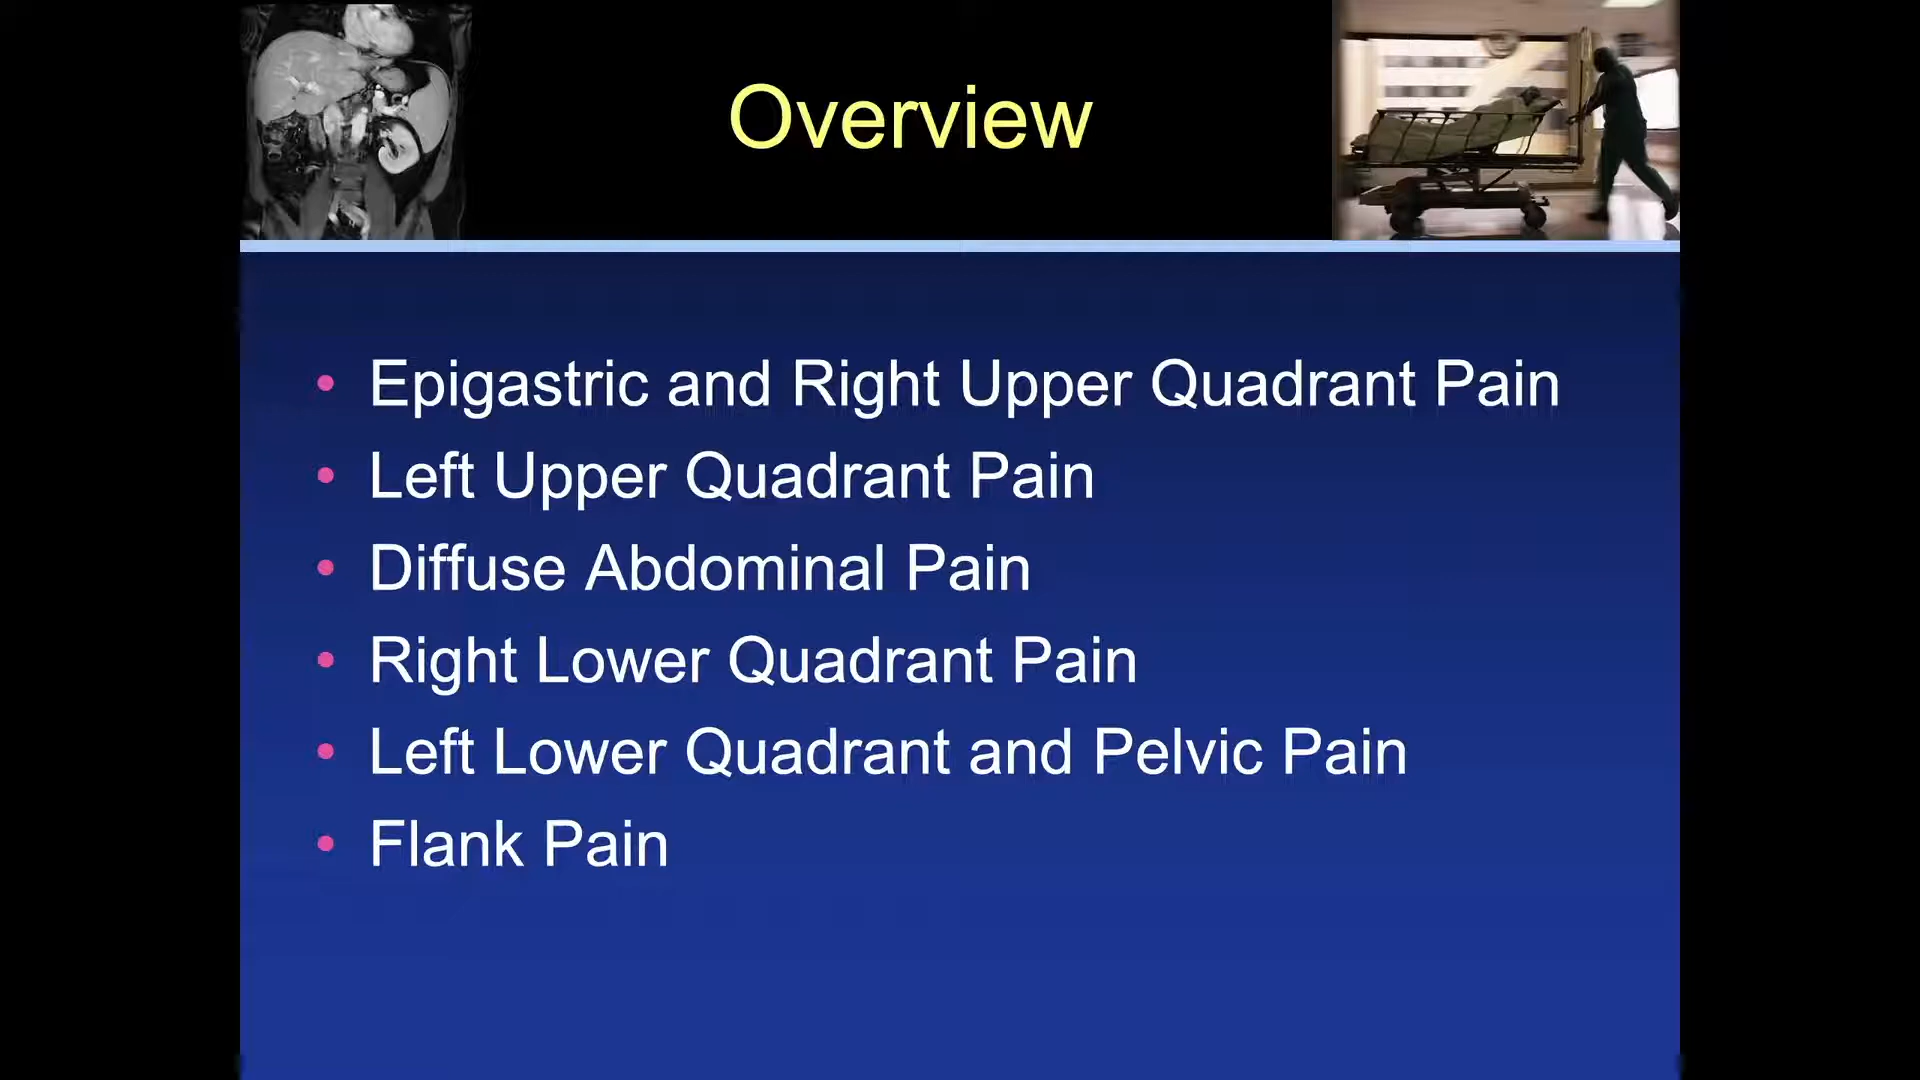 Overview
• Epigastric and Right Upper Quadrant Pain
• Left Upper Quadrant Pain
• Diffuse Abdominal Pain
• Right Lower Quadrant Pain
• Left Lower Quadrant and Pelvic Pain
• Flank Pain